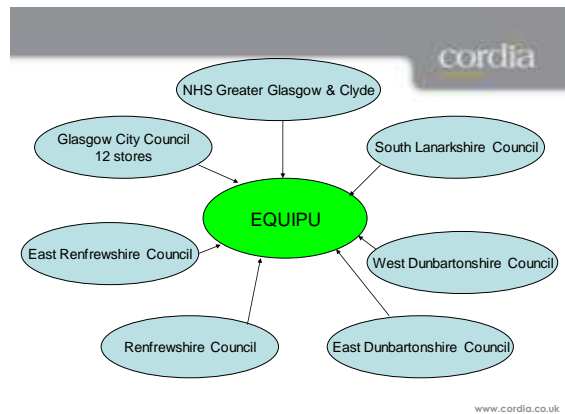 cordia
NHS Greater Glasgow & Clyde
Glasgow City Council
12 stores
South Lanarkshire Council
EQUIPU
East Renfrewshire Council
West Dunbartonshire Council
Renfrewshire Council
East Dunbartonshire Council
www.cordia.co.uk